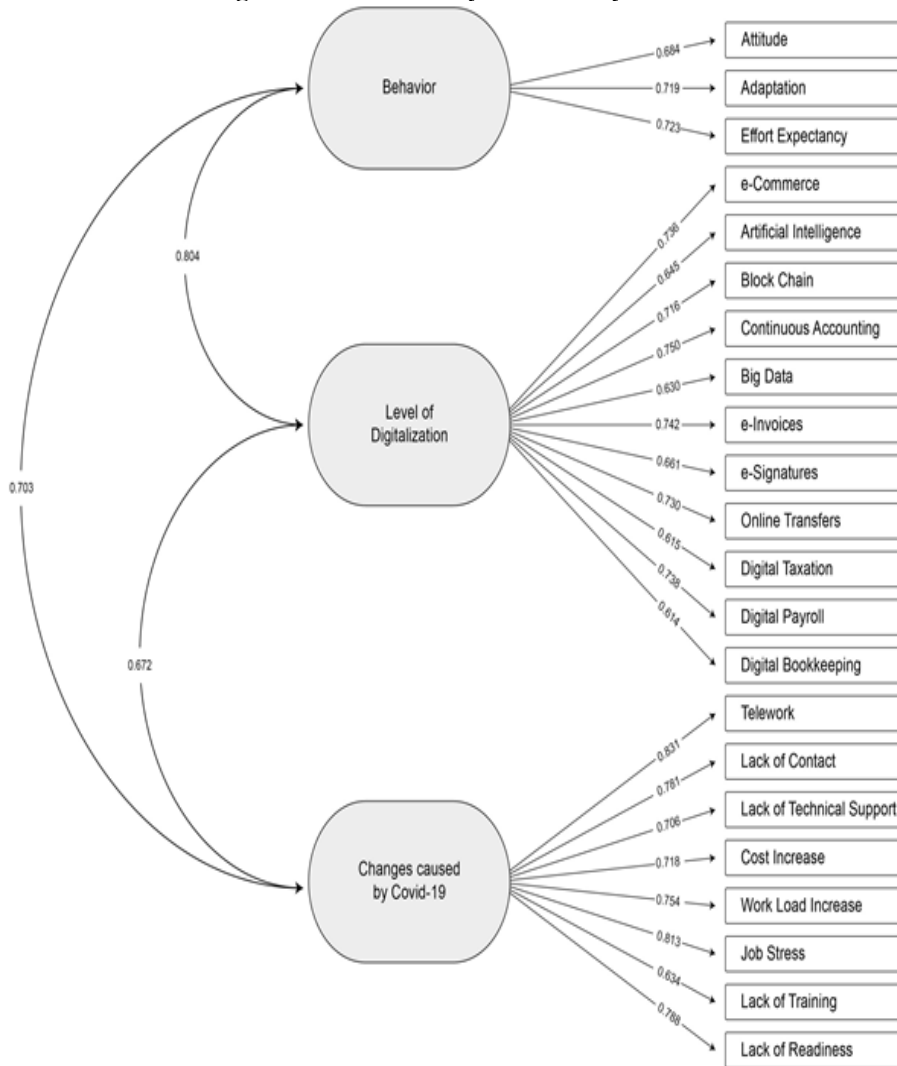 Behavior
0.684
Attitude
0.719
Adaptation
0.723
Effort Expectancy
0.804
0.703
Level of
Digitalization
0.736
e-Commerce
0.645
Artificial Intelligence
0.716
Block Chain
0.750
Continuous Accounting
0.630
Big Data
0.742
e-Invoices
0.661
e-Signatures
0.730
Online Transfers
0.615
Digital Taxation
0.738
Digital Payroll
0.614
Digital Bookkeeping
0.672
Changes caused
by Covid-19
0.831
Telework
0.781
Lack of Contact
0.706
Lack of Technical Support
0.718
Cost Increase
0.754
Work Load Increase
0.813
Job Stress
0.634
Lack of Training
0.788
Lack of Readiness